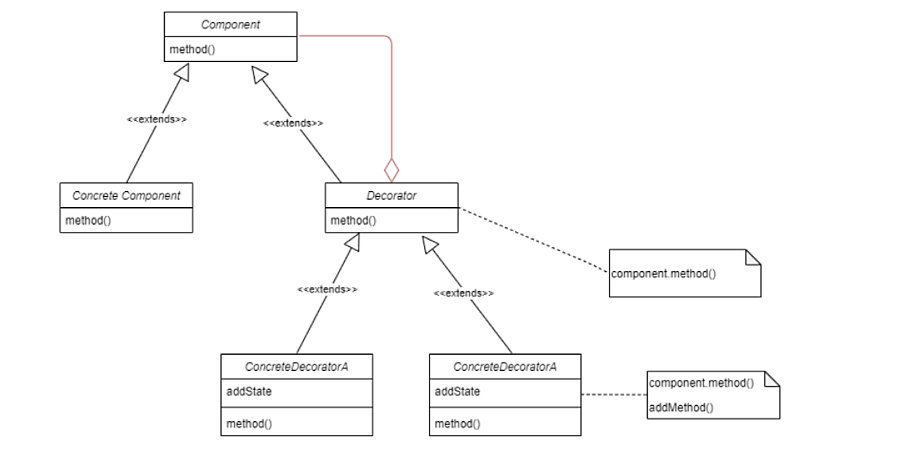 Component
method()
<<extends>>
<<extends>>
Concrete Component
method()
Decorator
method()
component.method()
<<extends>>
<<extends>>
ConcreteDecoratorA
addState
method()
ConcreteDecoratorA
addState
method()
component.method()
addMethod()